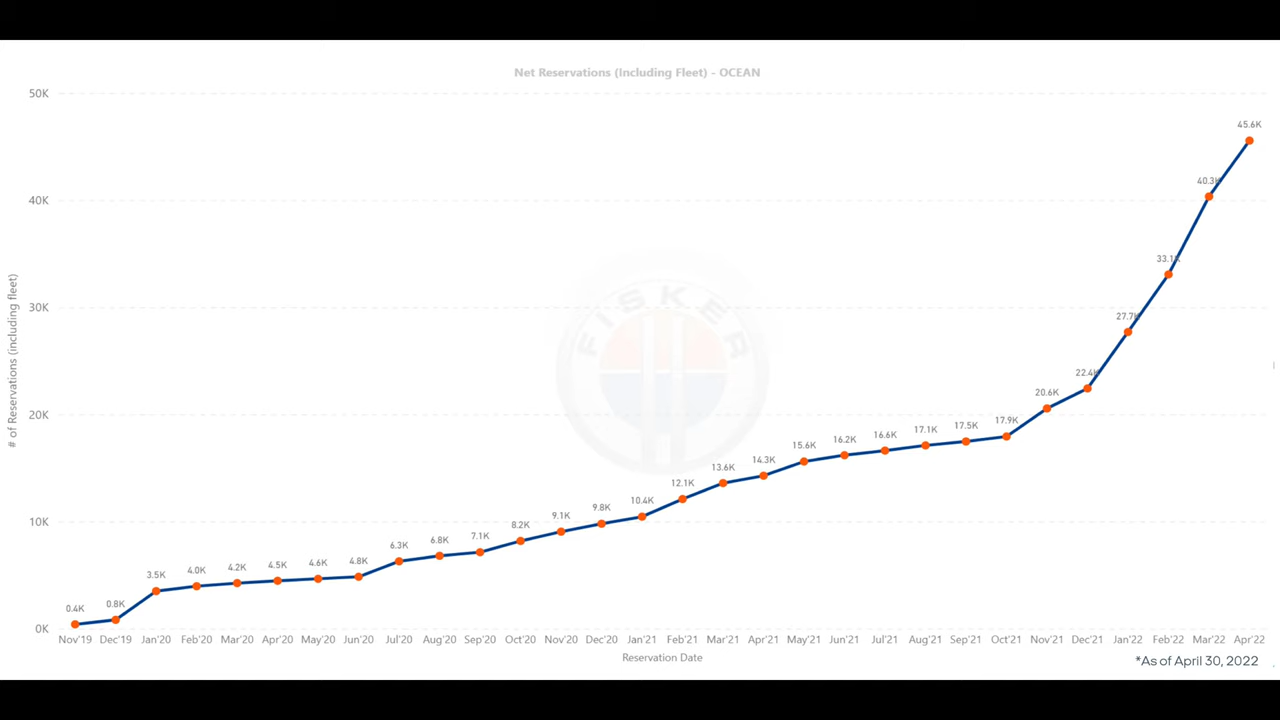 Net Reservations (Including Fleet) - OCEAN
50K
40K
30K
20K
10K
0K
# of Reservations (including fleet)
0.4K
0.8K
3.5K
4.0K
4.2K
4.5K
4.6K
4.8K
6.3K
6.8K
7.1K
8.2K
9.1K
9.8K
10.4K
12.1K
13.6K
14.3K
15.6K
16.2K
16.6K
17.1K
17.5K
17.9K
20.6K
22.4K
27.7K
33.1K
40.3K
45.6K
FISKER
Nov'19 Dec'19 Jan'20 Feb'20 Mar'20 Apr'20 May'20 Jun'20 Jul'20 Aug'20 Sep'20 Oct'20 Nov'20 Dec'20 Jan'21 Feb'21 Mar'21 Apr'21 May'21 Jun'21 Jul'21 Aug'21 Sep'21 Oct'21 Nov'21 Dec'21 Jan'22 Feb'22 Mar'22 Apr'22
Reservation Date
*As of April 30, 2022